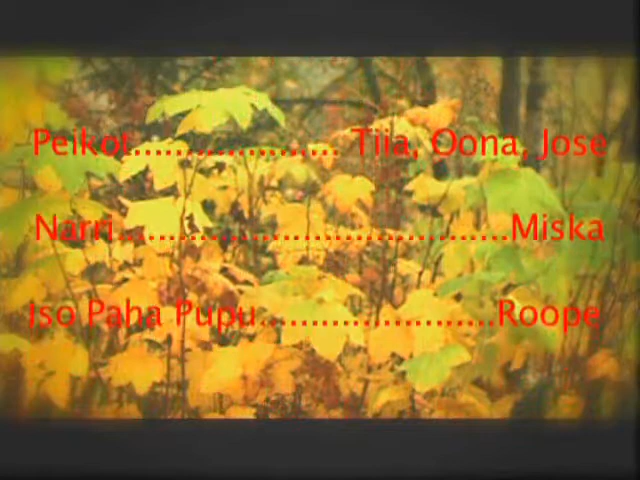 Peikot................... Tiia, Oona, Jose
Narri...................................Miska
Iso Paha Pupu.....................Roope